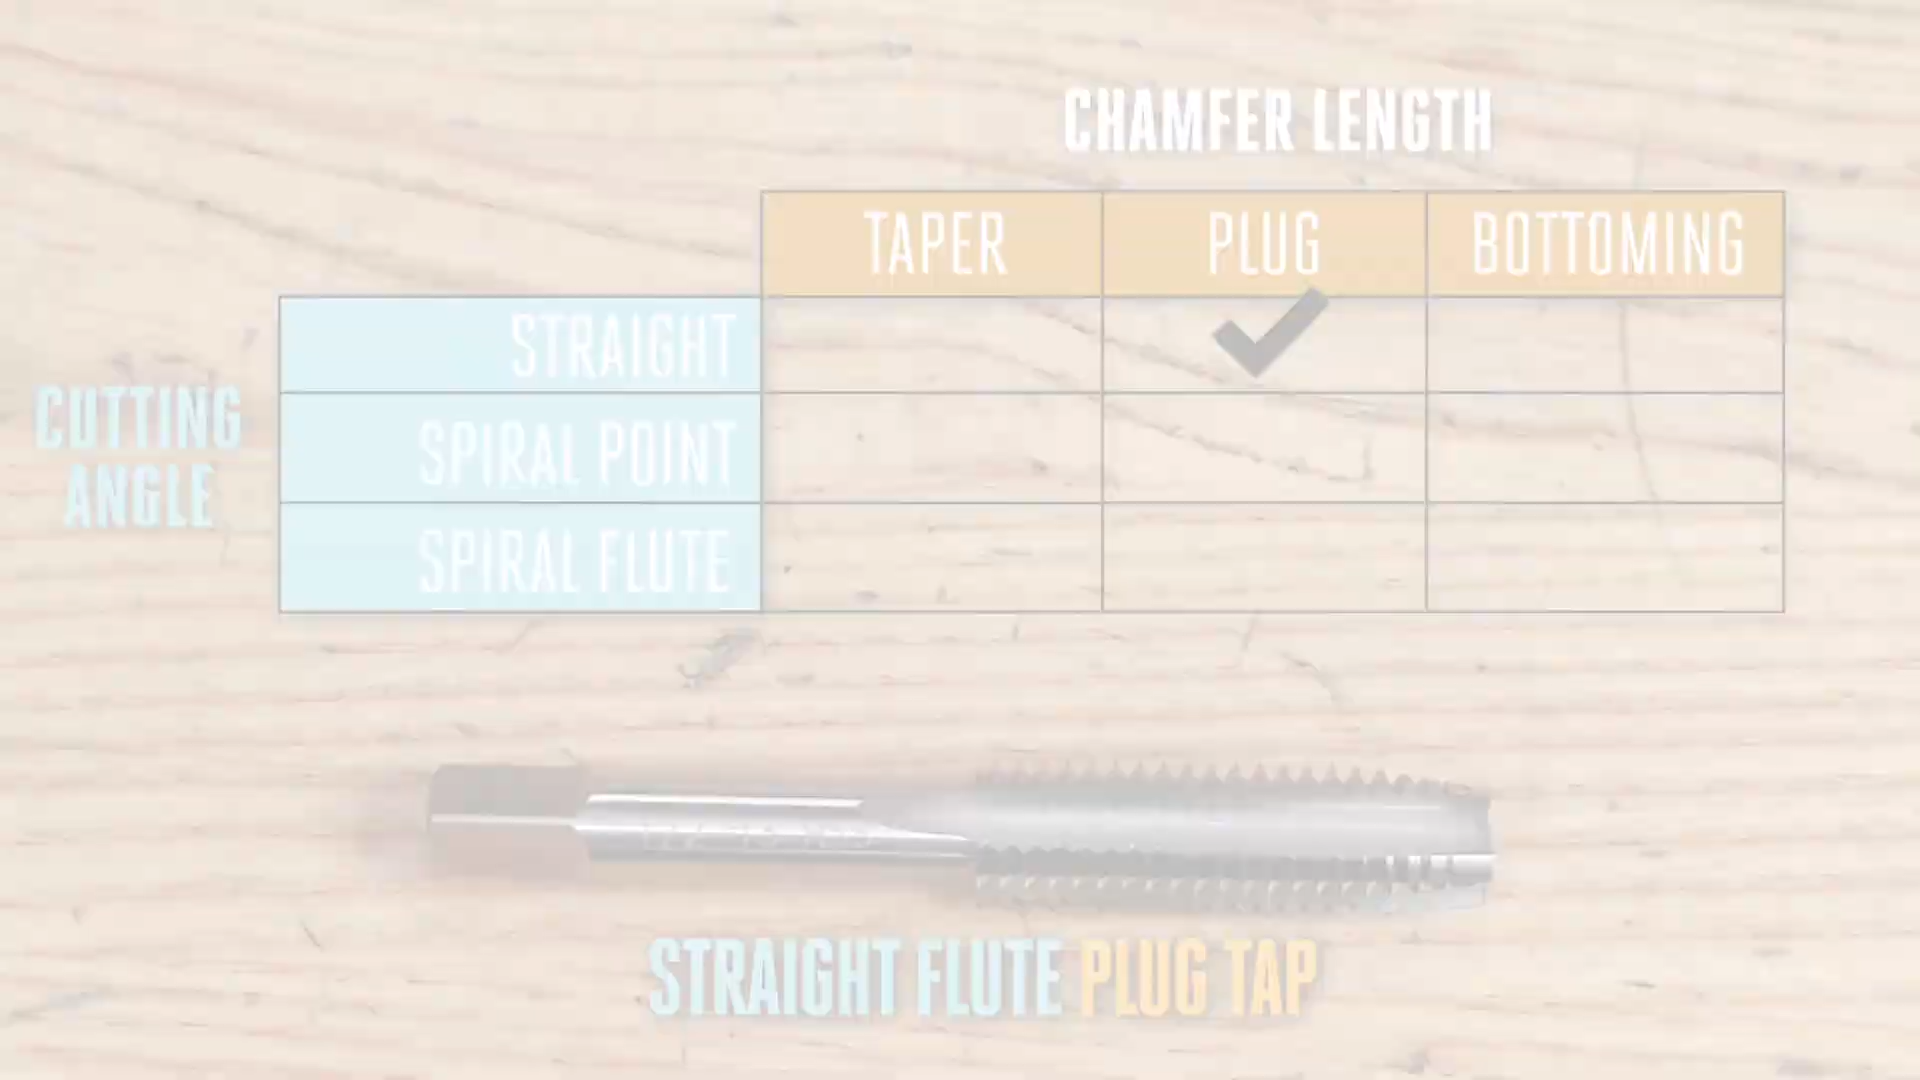 CHAMFER LENGTH
TAPER PLUG BOTTOMING
STRAIGHT
CUTTING
ANGLE
SPIRAL POINT
SPIRAL FLUTE
STRAIGHT FLUTE PLUG TAP